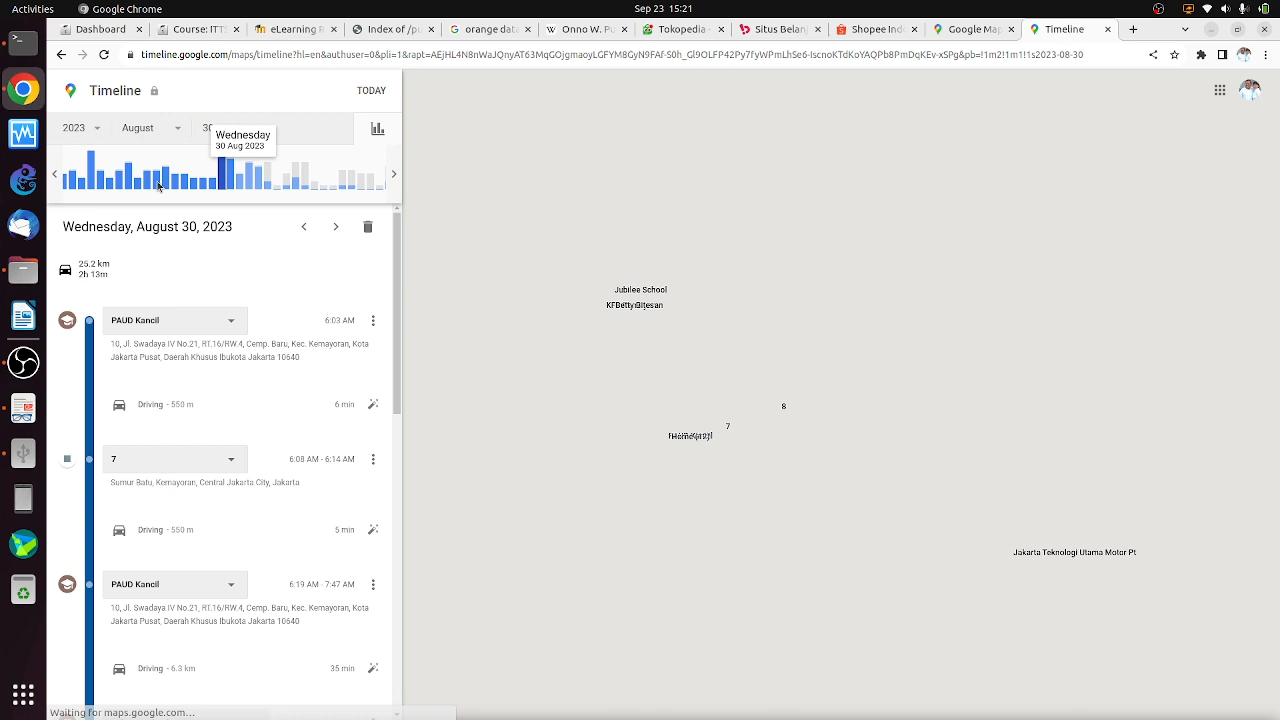 Activities
Google Chrome
Sep 23 15:21
Dashboard
Course: ITT
eLearning R
Index of /pu
orange data
Onno W. Pu
Tokopedia -
Situs Belanj
Shopee Ind
Google Map
Timeline
timeline.google.com/maps/timeline?hl=en&authuser=0&pli=1&rapt=AEjHL4N8nWaJQnyAT63MqGOjgmaoyLGFYM8GyN9FAf-S0h_Gl9OLFP42Py7fyWPmLhSe6-IscnoKTdKoYAQPb8PmDqKEv-xSPg&pb=!1m2!1m1!1s2023-08-30
Timeline
TODAY
2023
August
30
Wednesday
30 Aug 2023
Wednesday, August 30, 2023
25.2 km
2h 13m
PAUD Kancil
6:03 AM
10, Jl. Swadaya IV No.21, RT.16/RW.4, Cemp. Baru, Kec. Kemayoran, Kota
Jakarta Pusat, Daerah Khusus Ibukota Jakarta 10640
Driving - 550 m
6 min
7
6:08 AM - 6:14 AM
Sumur Batu, Kemayoran, Central Jakarta City, Jakarta
Driving - 550 m
5 min
PAUD Kancil
6:19 AM - 7:47 AM
10, Jl. Swadaya IV No.21, RT.16/RW.4, Cemp. Baru, Kec. Kemayoran, Kota
Jakarta Pusat, Daerah Khusus Ibukota Jakarta 10640
Driving - 6.3 km
35 min
Waiting for maps.google.com...
Jubilee School
8
7
Jakarta Teknologi Utama Motor Pt